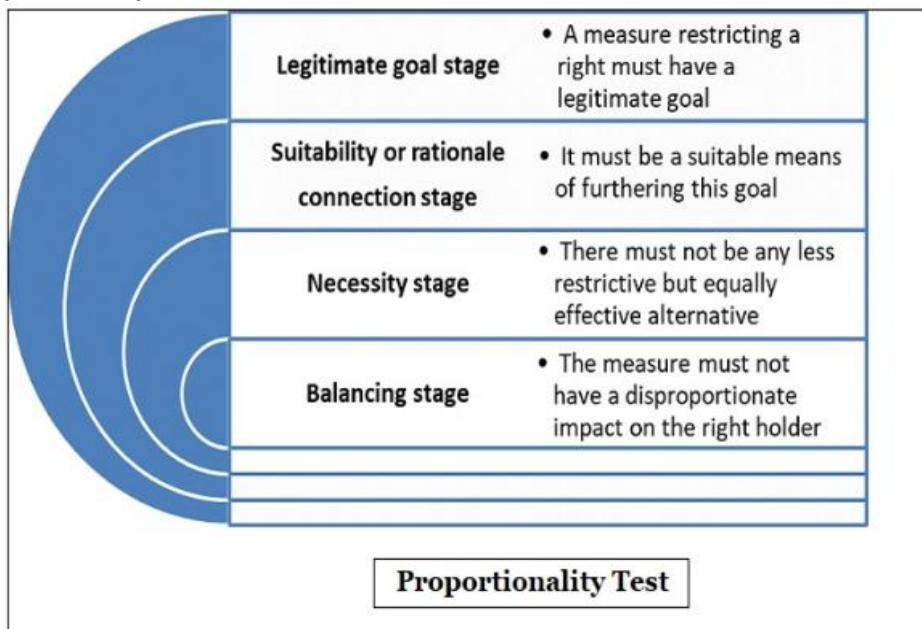 Legitimate goal stage
• A measure restricting a
right must have a
legitimate goal
Suitability or rationale
connection stage
• It must be a suitable means
of furthering this goal
Necessity stage
• There must not be any less
restrictive but equally
effective alternative
Balancing stage
• The measure must not
have a disproportionate
impact on the right holder
Proportionality Test